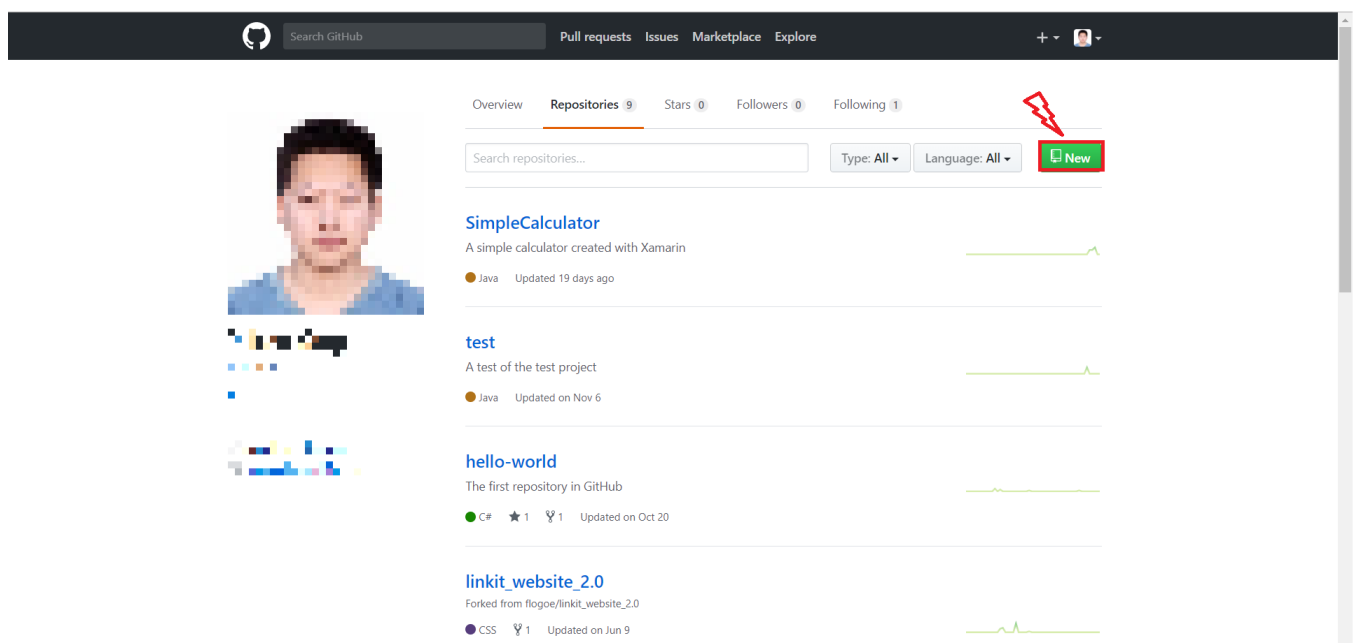 Search GitHub Pull requests Issues Marketplace Explore
Overview Repositories 9 Stars 0 Followers 0 Following 1
Search repositories... Type: All Language: All New
SimpleCalculator
A simple calculator created with Xamarin
Java Updated 19 days ago
test
A test of the test project
Java Updated on Nov 6
hello-world
The first repository in GitHub
C# 1 1 Updated on Oct 20
linkit_website_2.0
Forked from flogoe/linkit_website_2.0
CSS 1 Updated on Jun 9